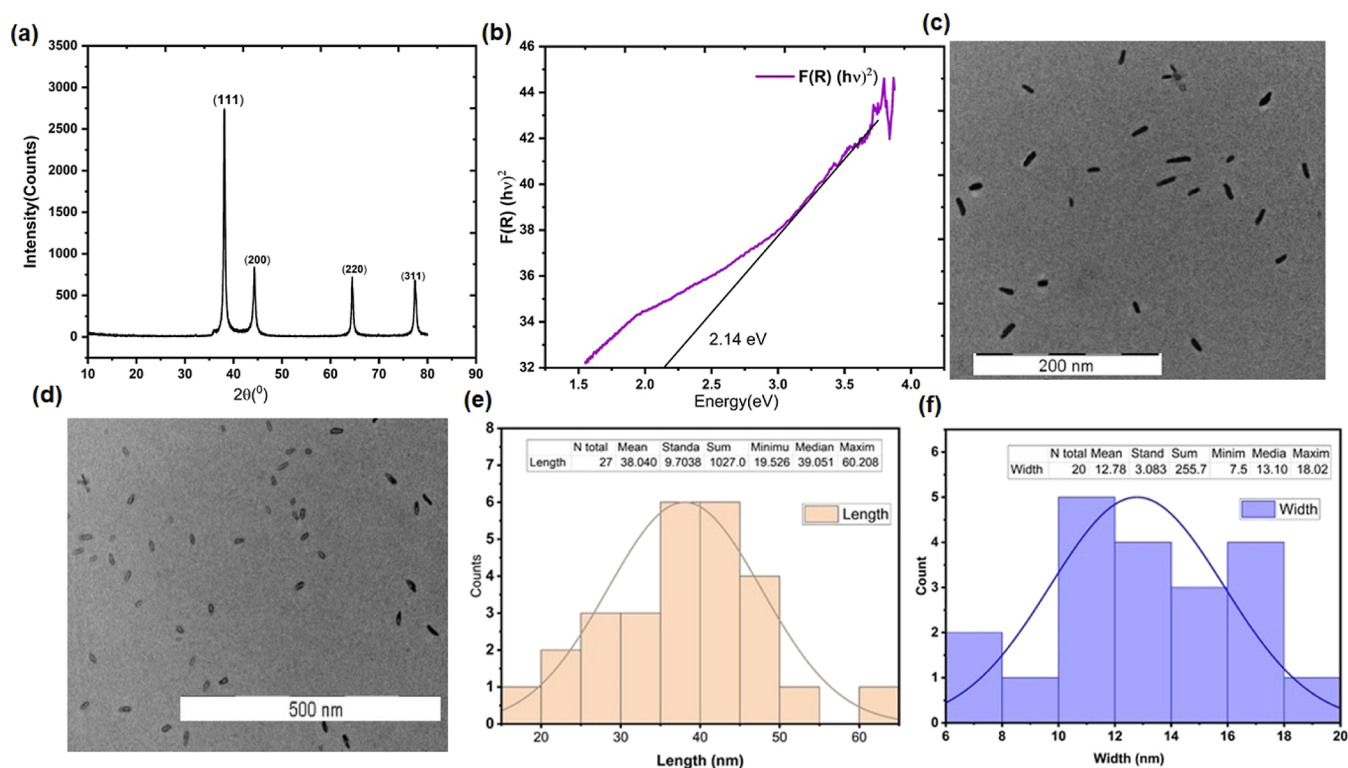 (a)
3500
3000
2500
2000
1500
1000
500
0
Intensity(Counts)
(111)
(200)
(220)
(311)
10 20 30 40 50 60 70 80 90
2θ(⁰)
(b)
46
44
42
40
38
36
34
32
F(R) (hν)²
F(R) (hν)²)
2.14 eV
1.5 2.0 2.5 3.0 3.5 4.0
Energy(eV)
(c)
200 nm
(d)
500 nm
(e)
8
7
6
5
4
3
2
1
0
Counts
N total Mean Standa Sum Minimu Median Maxim
Length 27 38.040 9.7038 1027.0 19.526 39.051 60.208
Length
20 30 40 50 60
Length (nm)
(f)
6
5
4
3
2
1
0
Count
N total Mean Stand Sum Minim Media Maxim
Width 20 12.78 3.083 255.7 7.5 13.10 18.02
Width
6 8 10 12 14 16 18 20
Width (nm)